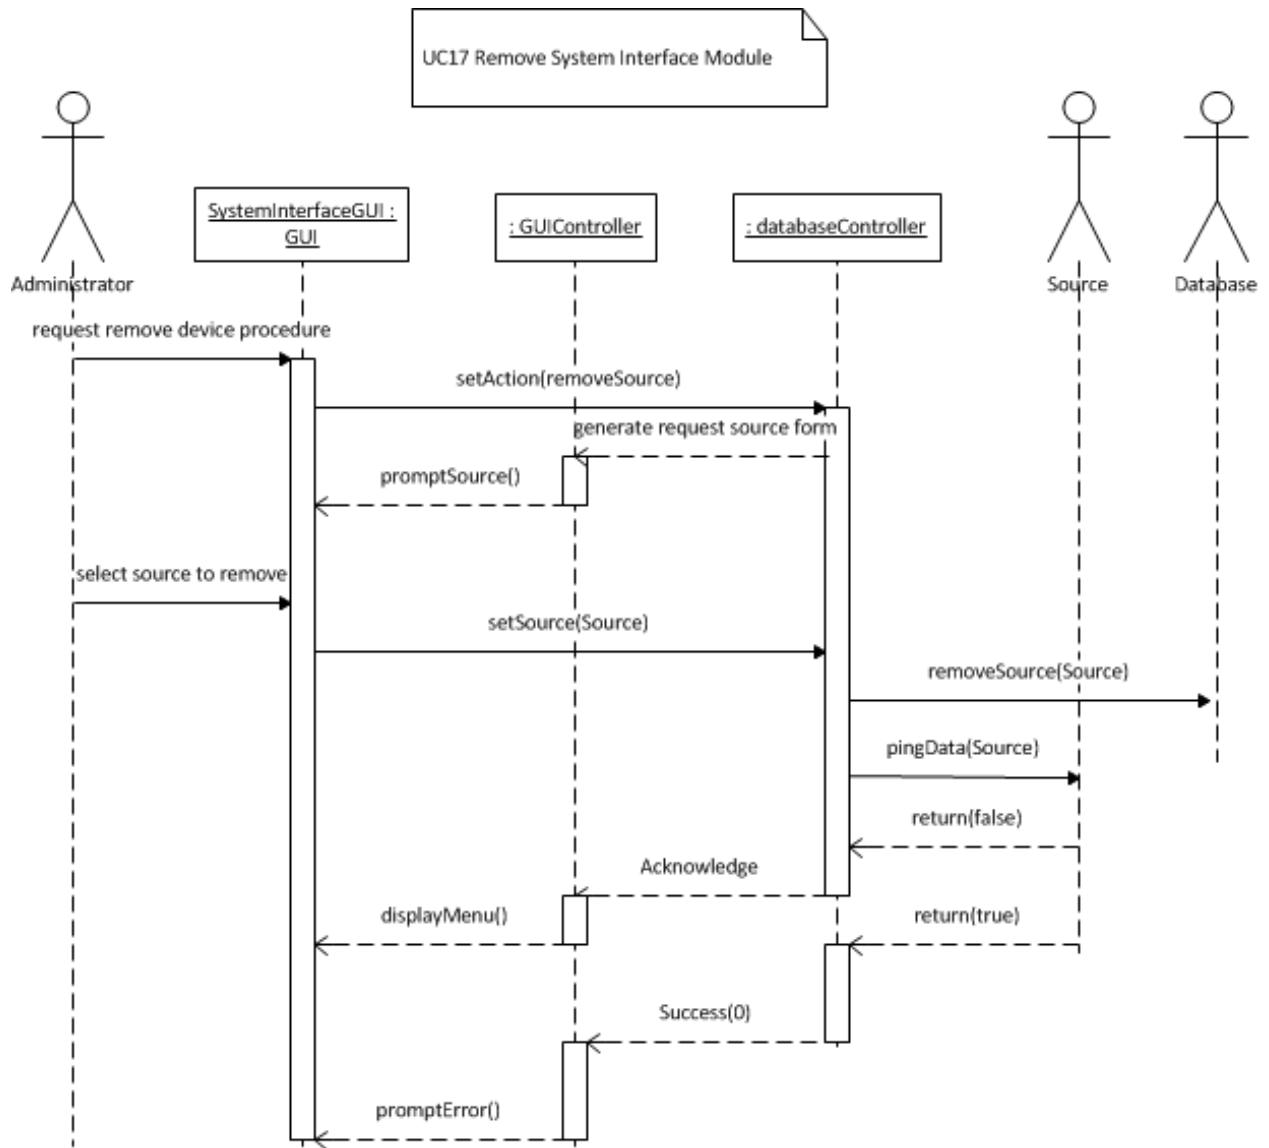 UC17 Remove System Interface Module
SystemInterfaceGUI :
GUI
: GUIController
: databaseController
Administrator
Source
Database
request remove device procedure
setAction(removeSource)
generate request source form
promptSource()
select source to remove
setSource(Source)
removeSource(Source)
pingData(Source)
return(false)
Acknowledge
displayMenu()
return(true)
Success(0)
promptError()